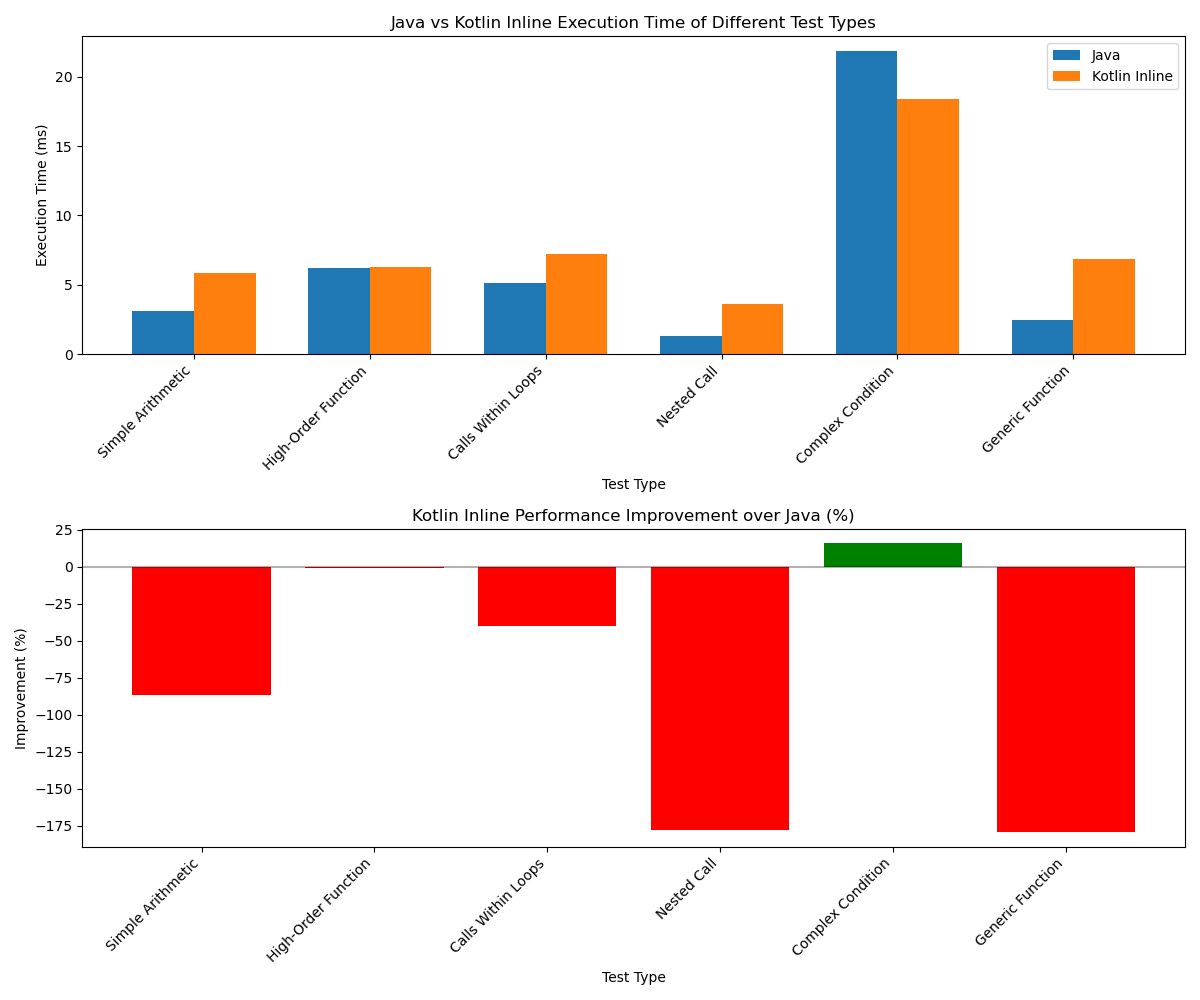 Java vs Kotlin Inline Execution Time of Different Test Types
Execution Time (ms)
20
15
10
5
0
Java
Kotlin Inline
Simple Arithmetic
High-Order Function
Calls Within Loops
Nested Call
Complex Condition
Generic Function
Test Type
Kotlin Inline Performance Improvement over Java (%)
Improvement (%)
25
0
−25
−50
−75
−100
−125
−150
−175
Simple Arithmetic
High-Order Function
Calls Within Loops
Nested Call
Complex Condition
Generic Function
Test Type